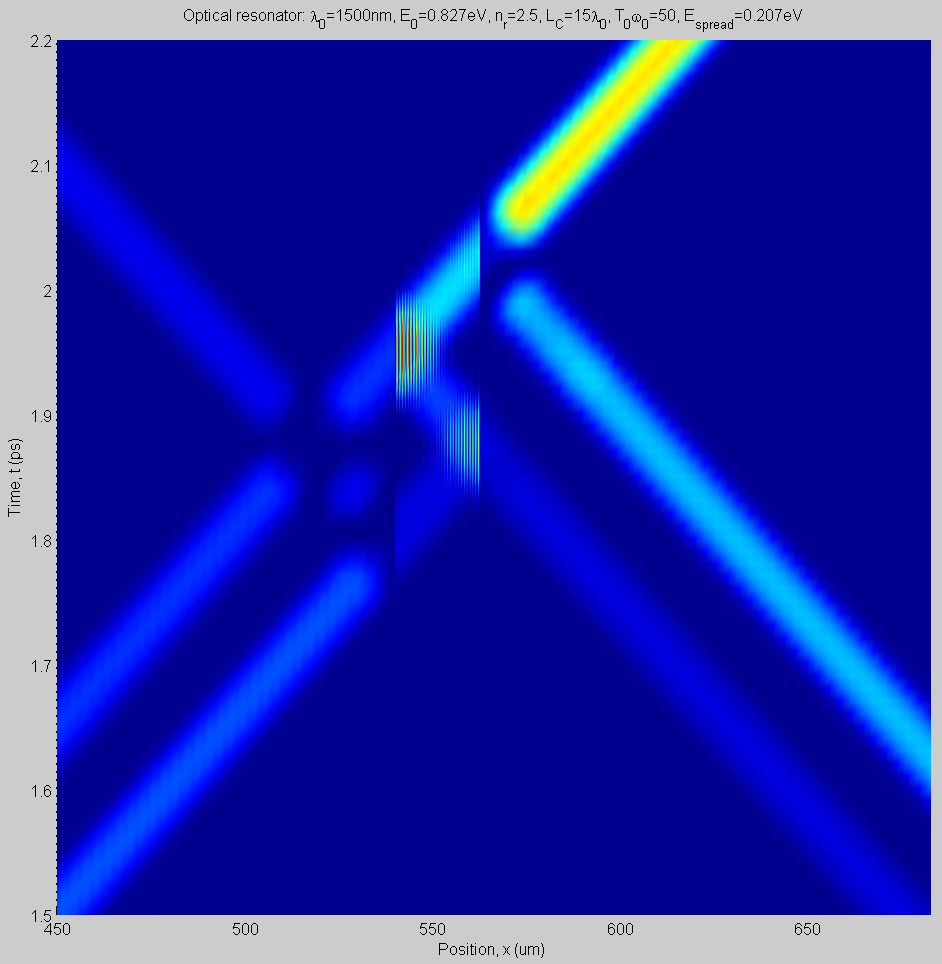 Optical resonator: λ0=1500nm, E0=0.827eV, nr=2.5, LC=15λ0, T0ω0=50, Espread=0.207eV
2.2
2.1
2
1.9
1.8
1.7
1.6
1.5
Time, t (ps)
450 500 550 600 650
Position, x (um)